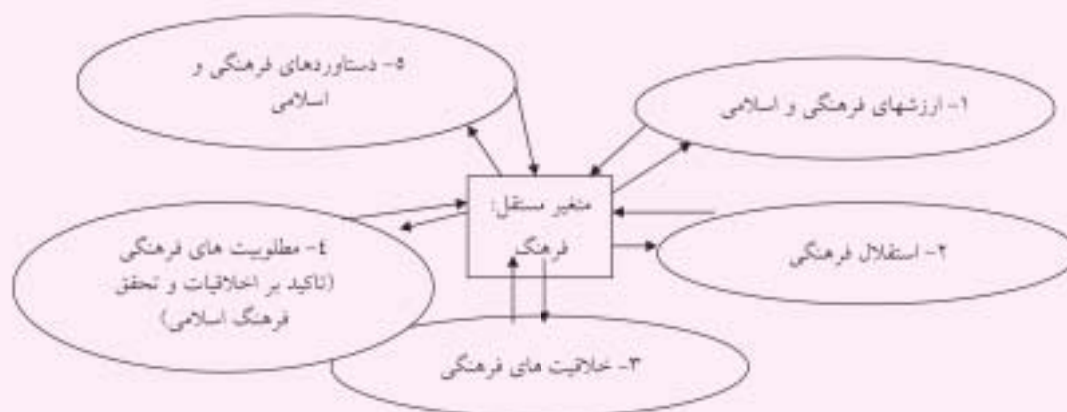 ۵- دستاوردهای فرهنگی و
اسلامی
۱- ارزشهای فرهنگی و اسلامی
متغیر مستقل:
فرهنگ
۲- استقلال فرهنگی
٤- مطلوبیت های فرهنگی
(تاکید بر اخلاقیات و تحقق
فرهنگ اسلامی)
۳- خلاقیت های فرهنگی